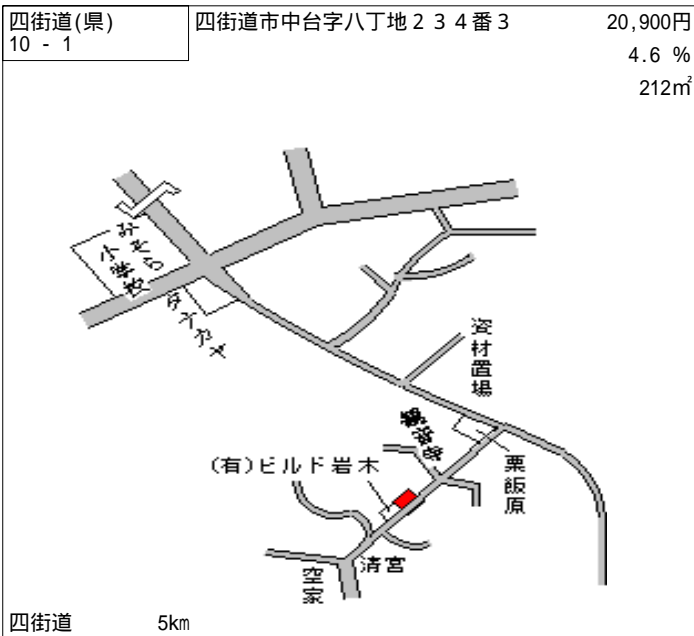 四街道(県)
10 - 1
四街道市中台字八丁地２３４番３
20,900円
4.6 %
212㎡
みそら
小学校
タナカヤ
資材置場
(有)ビルド岩木
栗飯原
清宮
空家
四街道 5km